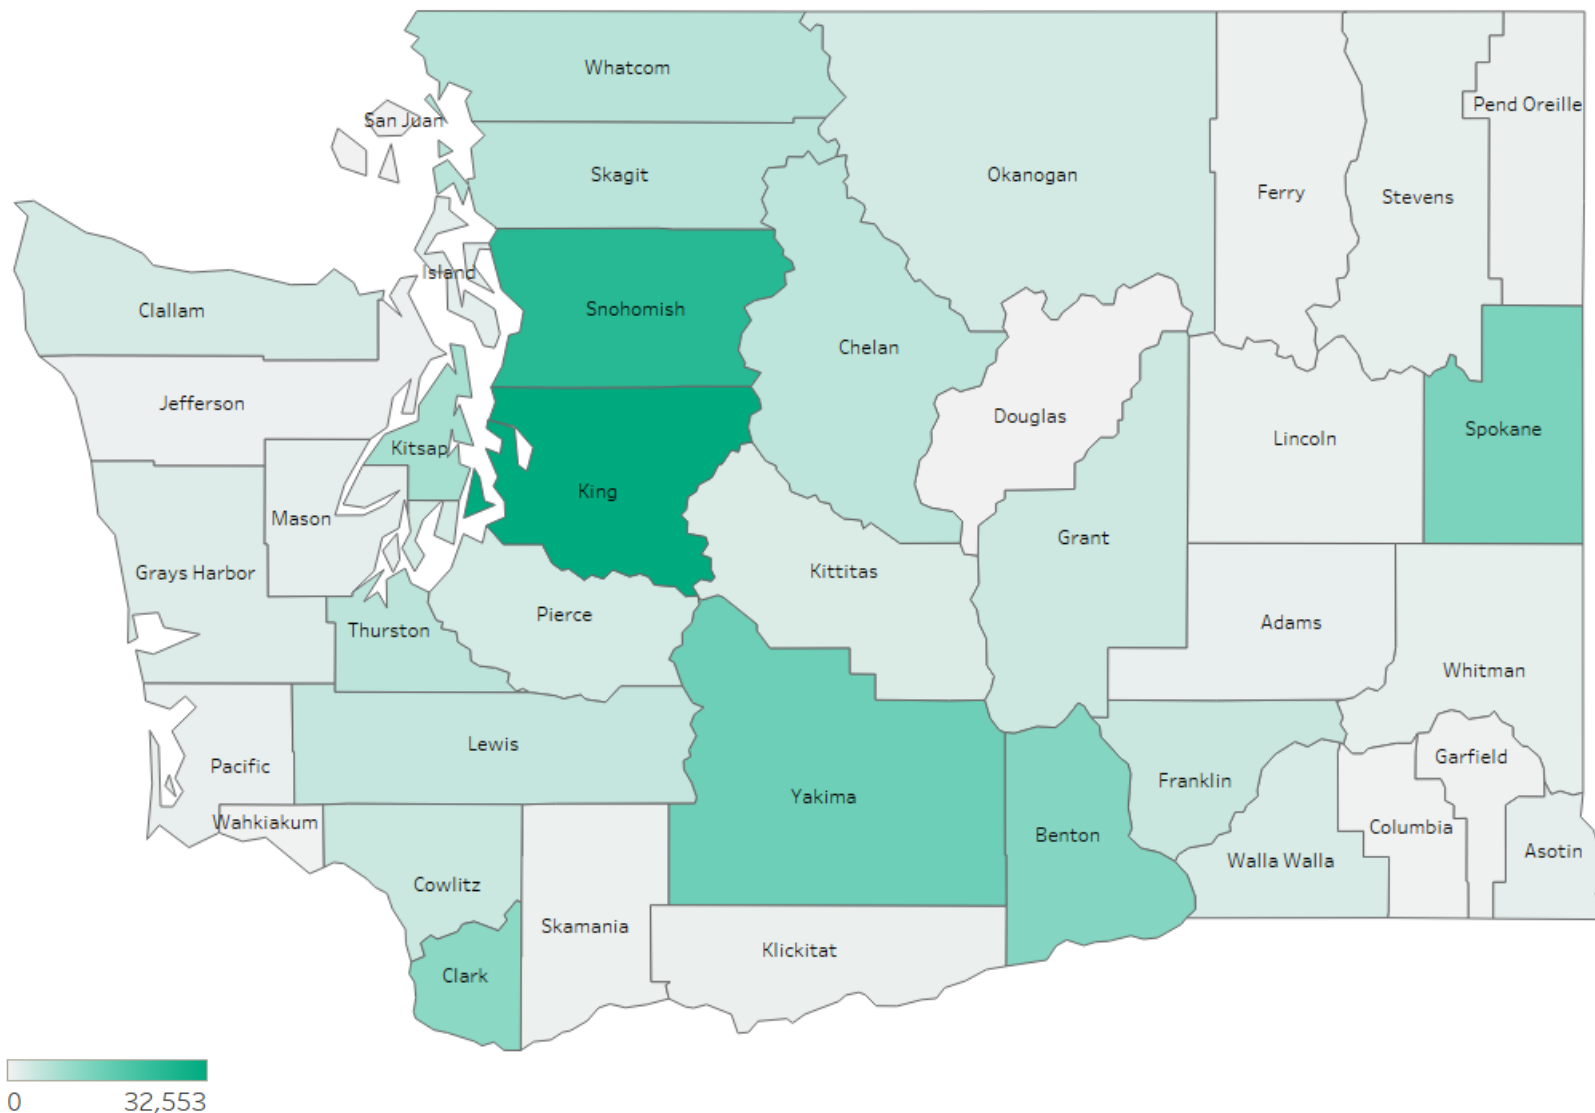 Whatcom
Pend Oreille
San Juan
Skagit
Okanogan
Ferry
Stevens
Island
Clallam
Snohomish
Chelan
Jefferson
Douglas
Spokane
Lincoln
Kitsap
King
Mason
Grant
Grays Harbor
Kittitas
Pierce
Adams
Thurston
Whitman
Lewis
Garfield
Pacific
Franklin
Yakima
Wahkiakum
Columbia
Benton
Asotin
Walla Walla
Cowlitz
Skamania
Klickitat
Clark
0 32,553